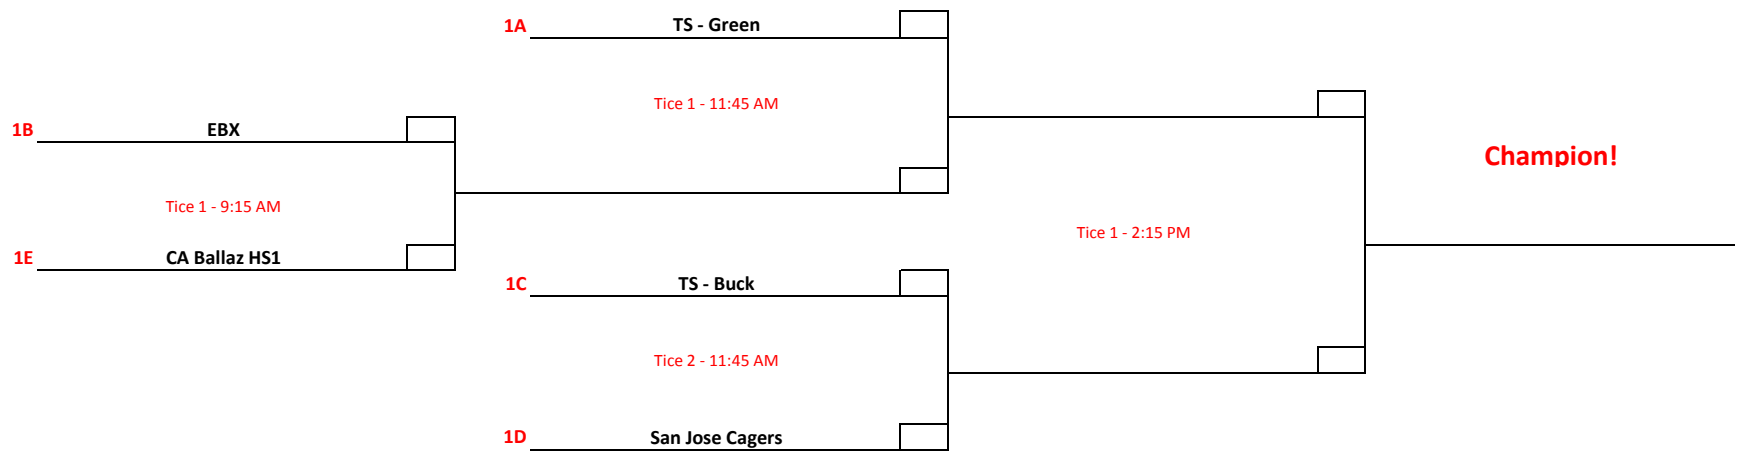 1A TS - Green
Tice 1 - 11:45 AM
1B EBX
Champion!
Tice 1 - 9:15 AM
Tice 1 - 2:15 PM
1E CA Ballaz HS1
1C TS - Buck
Tice 2 - 11:45 AM
1D San Jose Cagers